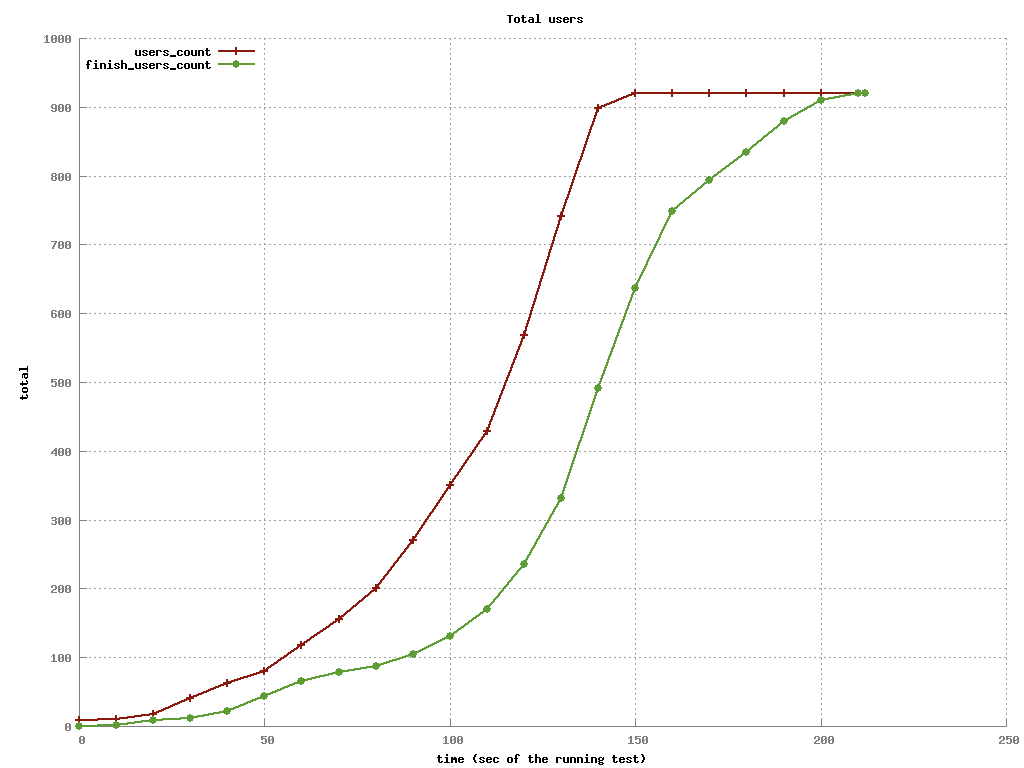 Total users
1000
users_count
finish_users_count
900
800
700
600
500
400
300
200
100
0
total
0 50 100 150 200 250
time (sec of the running test)